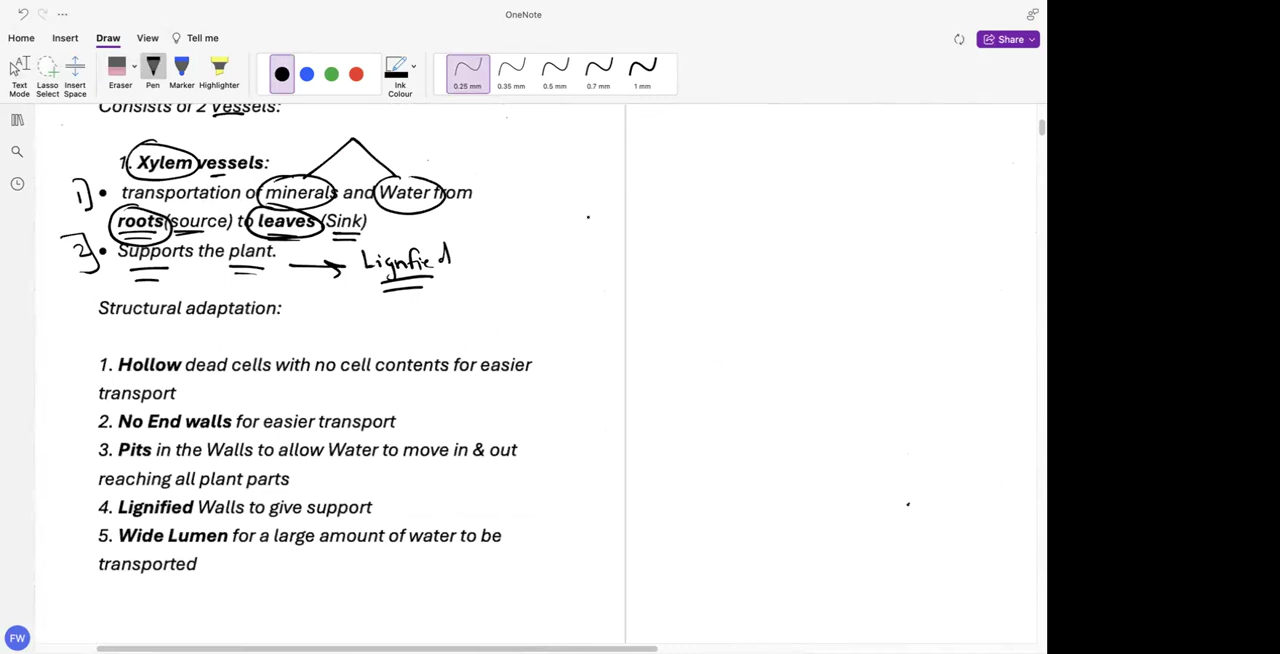 OneNote
Home Insert Draw View Tell me
Share
Text Mode
Lasso Select
Insert Space
Eraser
Pen
Marker
Highlighter
Ink Colour
0.25 mm
0.35 mm
0.5 mm
0.7 mm
1 mm
Consists of 2 Vessels:
1. Xylem vessels:
1] • transportation of minerals and Water from
roots(source) to leaves (Sink)
2] • Supports the plant. → Lignfied
Structural adaptation:
1. Hollow dead cells with no cell contents for easier
transport
2. No End walls for easier transport
3. Pits in the Walls to allow Water to move in & out
reaching all plant parts
4. Lignified Walls to give support
5. Wide Lumen for a large amount of water to be
transported
FW